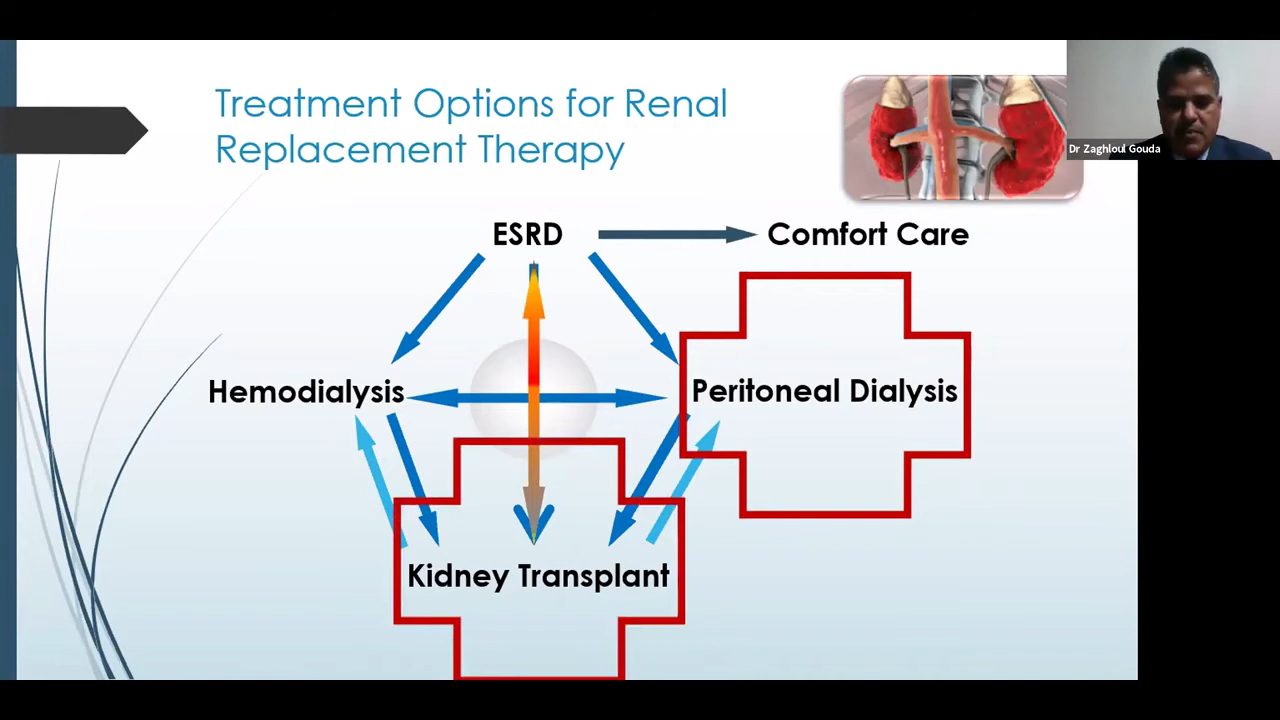 Treatment Options for Renal
Replacement Therapy
Dr Zaghloul Gouda
ESRD
Comfort Care
Hemodialysis
Peritoneal Dialysis
Kidney Transplant